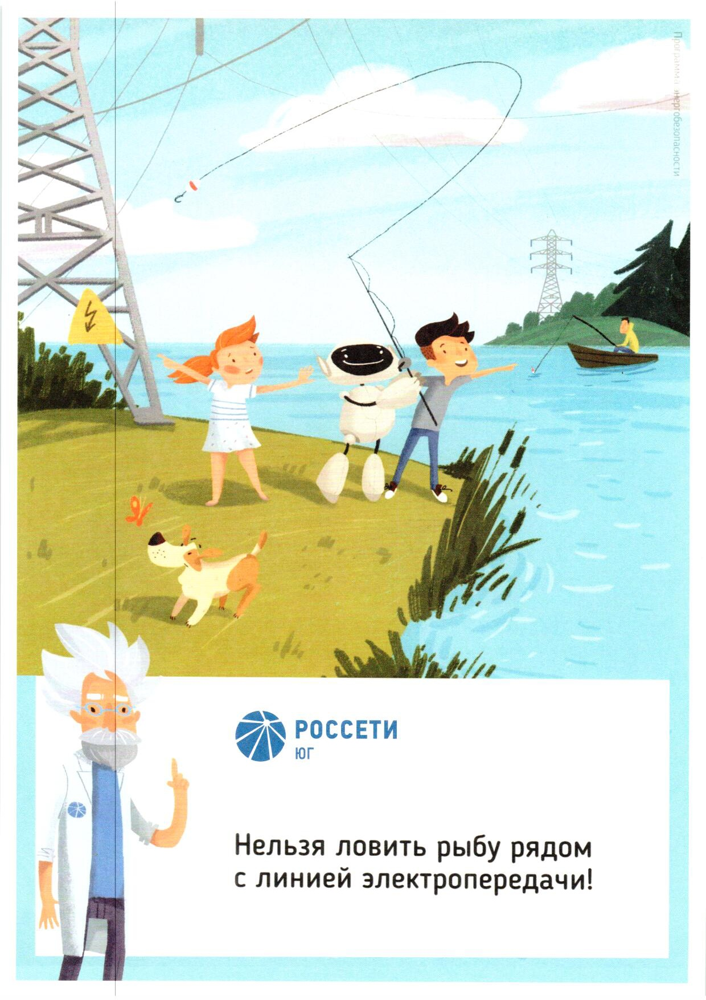 Программа энергобезопасности
РОССЕТИ
ЮГ
Нельзя ловить рыбу рядом
с линией электропередачи!